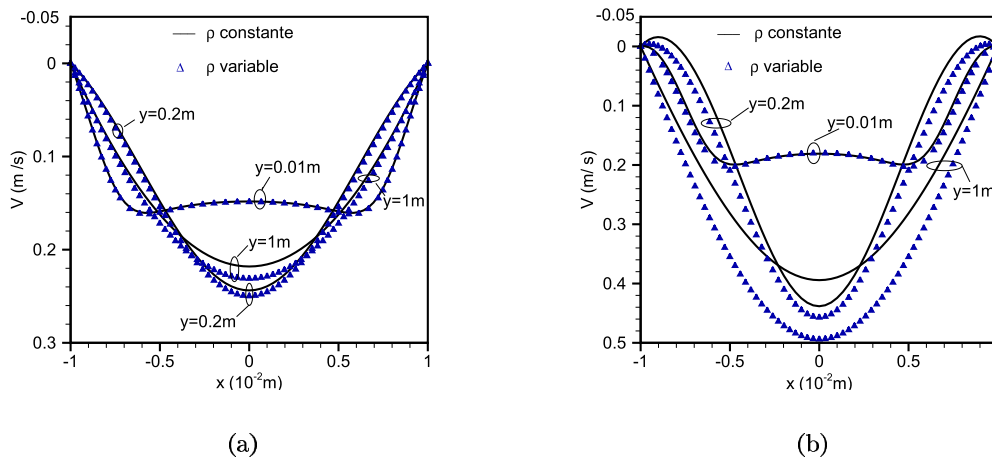 -0.05
0
0.1
0.2
0.3
V (m/s)
ρ constante
Δ ρ variable
y=0.2m
y=0.01m
y=1m
y=1m
y=0.2m
-1 -0.5 0 0.5 1
x (10⁻²m)
(a)
-0.05
0
0.1
0.2
0.3
0.4
0.5
V (m/s)
ρ constante
Δ ρ variable
y=0.2m
y=0.01m
y=1m
-1 -0.5 0 0.5
x (10⁻²m)
(b)